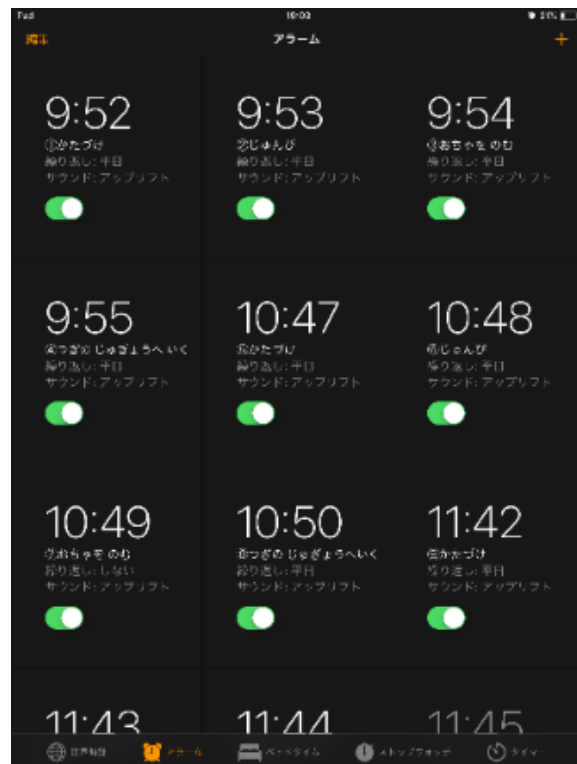 iPad
19:03
編集
アラーム
+
9:52
①かたづけ
繰り返し: 平日
サウンド: アップリフト
9:53
②じゅんび
繰り返し: 平日
サウンド: アップリフト
9:54
③おちゃを のむ
繰り返し: 平日
サウンド: アップリフト
9:55
④つぎの じゅぎょうへ いく
繰り返し: 平日
サウンド: アップリフト
10:47
⑤かたづけ
繰り返し: 平日
サウンド: アップリフト
10:48
⑥じゅんび
繰り返し: 平日
サウンド: アップリフト
10:49
⑦おちゃを のむ
繰り返し: しない
サウンド: アップリフト
10:50
⑧つぎの じゅぎょうへいく
繰り返し: 平日
サウンド: アップリフト
11:42
⑨かたづけ
繰り返し: 平日
サウンド: アップリフト
11:43
11:44
11:45
世界時計
アラーム
ベッドタイム
ストップウォッチ
タイマー